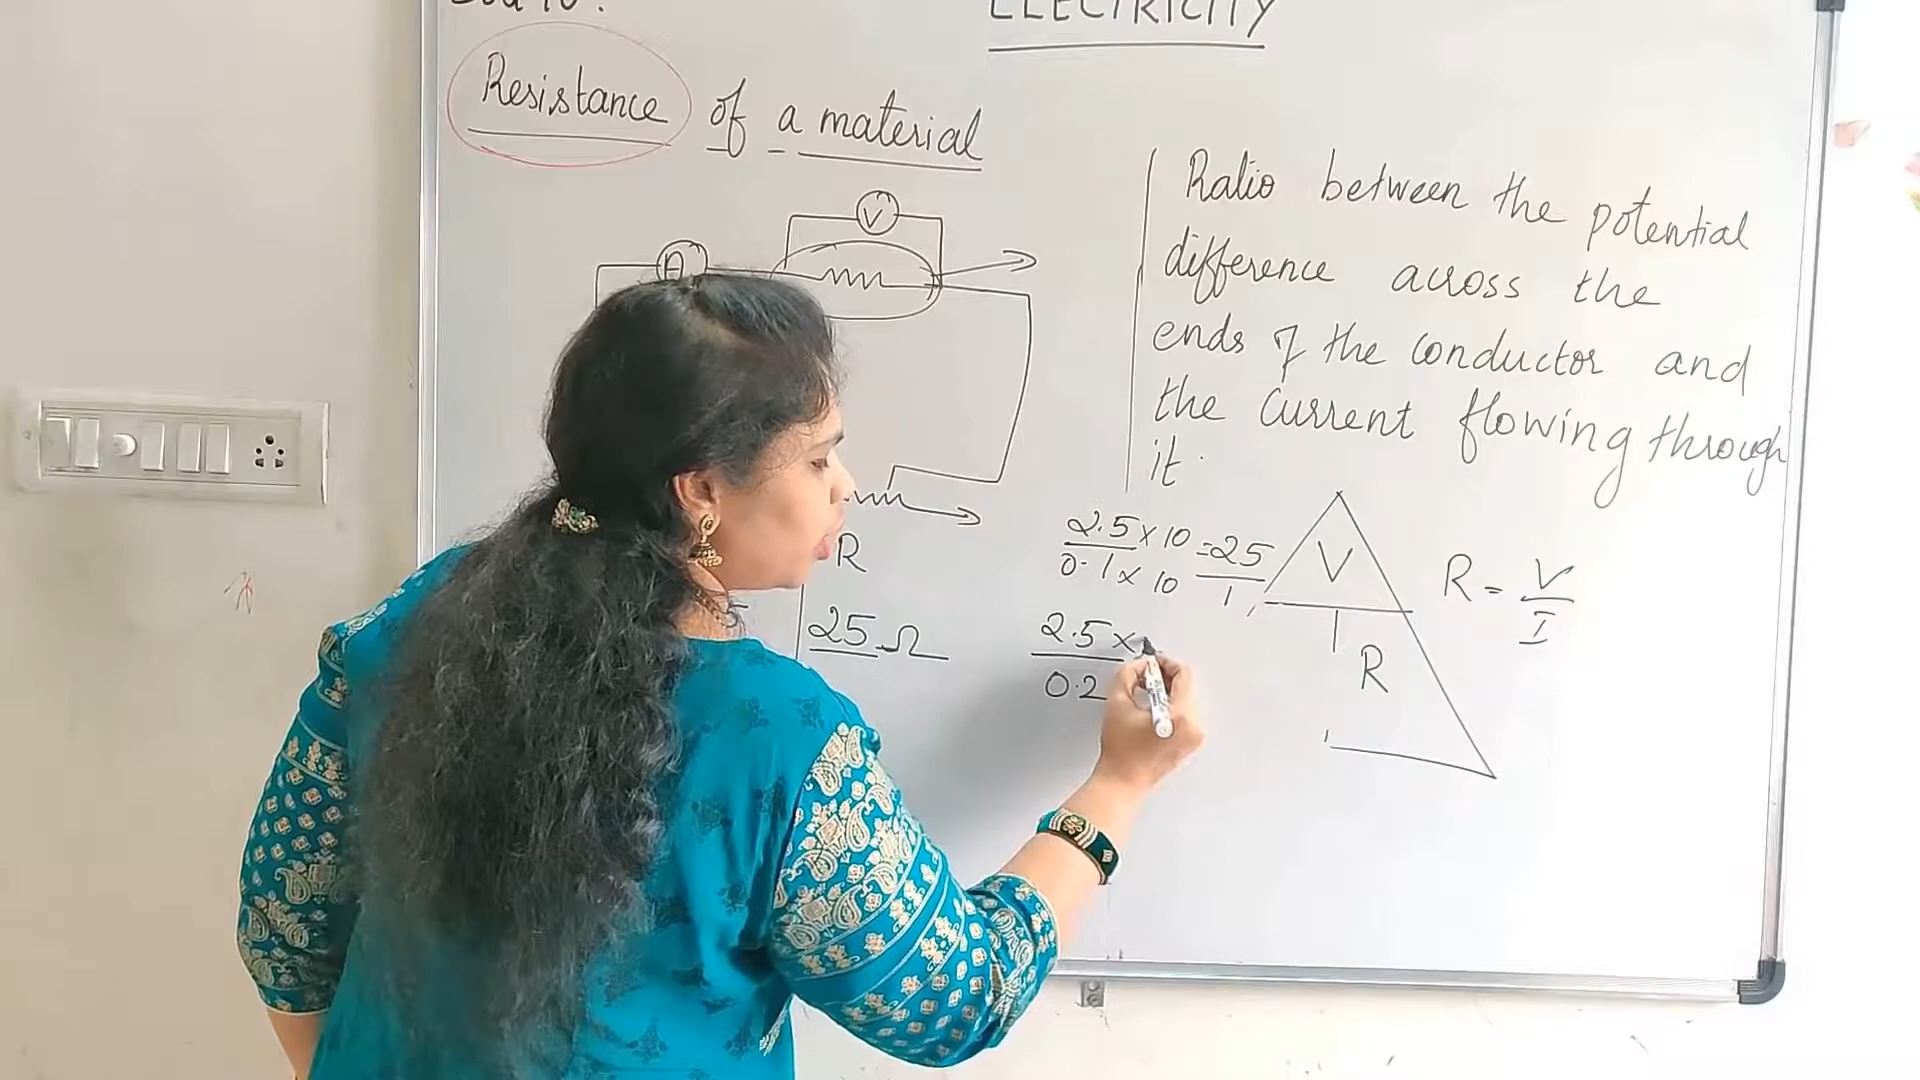 ELECTRICITY
Resistance of a material
V
Ratio between the potential
difference across the
ends of the conductor and
the current flowing through
it.
R
25 Ω
2.5 x 10 = 25
0.1 x 10 1
2.5 x
0.2
V
R
R = V
I